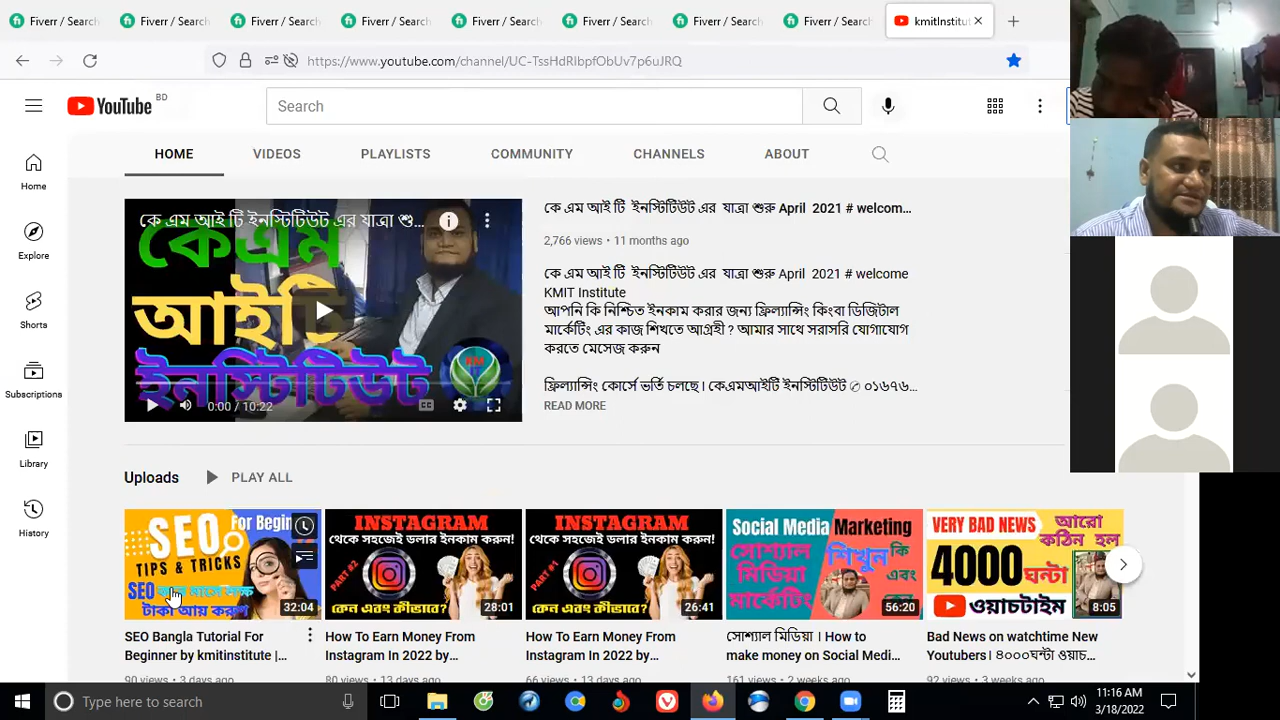 Fiverr / Search
Fiverr / Search
Fiverr / Search
Fiverr / Search
Fiverr / Search
Fiverr / Search
Fiverr / Search
Fiverr / Search
kmitInstitut
https://www.youtube.com/channel/UC-TssHdRIbpfObUv7p6uJRQ
YouTube BD
Search
HOME VIDEOS PLAYLISTS COMMUNITY CHANNELS ABOUT
Home
Explore
Shorts
Subscriptions
Library
History
কে এম আই টি ইনস্টিটিউট এর যাত্রা শু...
কেএম
আইটি
ইনস্টিটিউট
0:00 / 10:22
কে এম আই টি ইনস্টিটিউট এর যাত্রা শুরু April 2021 # welcom...
2,766 views • 11 months ago
কে এম আই টি ইনস্টিটিউট এর যাত্রা শুরু April 2021 # welcome
KMIT Institute
আপনি কি নিশ্চিত ইনকাম করার জন্য ফ্রিল্যান্সিং কিংবা ডিজিটাল
মার্কেটিং এর কাজ শিখতে আগ্রহী ? আমার সাথে সরাসরি যোগাযোগ
করতে মেসেজ করুন
ফ্রিল্যান্সিং কোর্সে ভর্তি চলছে। কেএমআইটি ইনস্টিটিউট ✆ ০১৬৭৬...
READ MORE
Uploads PLAY ALL
SEO For Begin
TIPS & TRICKS
SEO মাসে লক্ষ
টাকা আয় করুণ
32:04
SEO Bangla Tutorial For
Beginner by kmitinstitute |...
90 views • 3 days ago
INSTAGRAM
থেকে সহজেই ডলার ইনকাম করুন!
PART #2
কেন এবং কীভাবে?
28:01
How To Earn Money From
Instagram In 2022 by...
80 views • 13 days ago
INSTAGRAM
থেকে সহজেই ডলার ইনকাম করুন!
PART #1
কেন এবং কীভাবে?
26:41
How To Earn Money From
Instagram In 2022 by...
66 views • 13 days ago
Social Media Marketing
সোশ্যাল মিডিয়া মার্কেটিং শিখুন কি এবং
56:20
সোশ্যাল মিডিয়া । How to
make money on Social Medi...
161 views • 2 weeks ago
VERY BAD NEWS আরো কঠিন হল
4000 ঘন্টা
ওয়াচটাইম
8:05
Bad News on watchtime New
Youtubers। ৪০০০ঘন্টা ওয়াচ...
92 views • 3 weeks ago
Type here to search
11:16 AM
3/18/2022